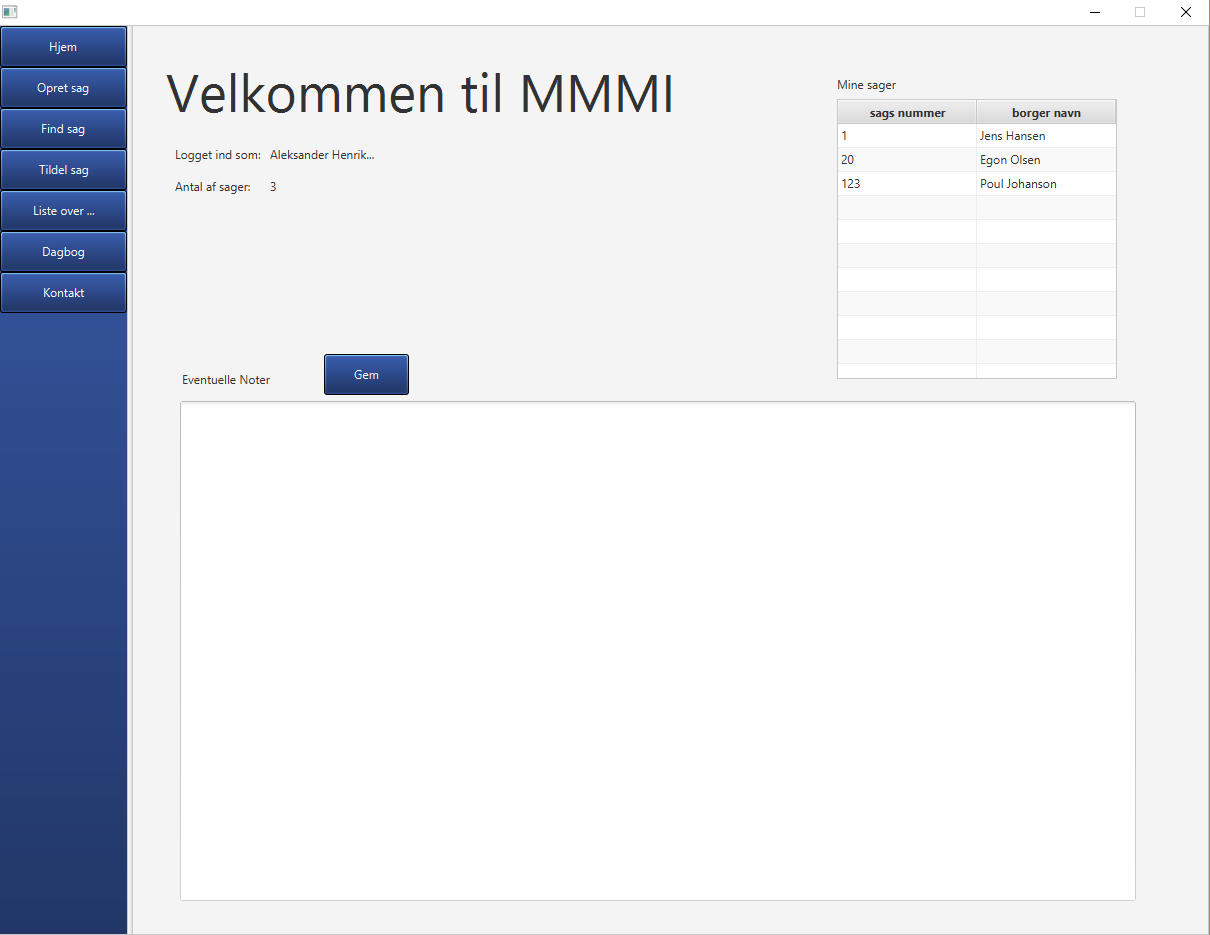 Hjem
Opret sag
Find sag
Tildel sag
Liste over ...
Dagbog
Kontakt
Velkommen til MMMI
Logget ind som: Aleksander Henrik...
Antal af sager: 3
Mine sager
sags nummer borger navn
1 Jens Hansen
20 Egon Olsen
123 Poul Johanson
Eventuelle Noter
Gem